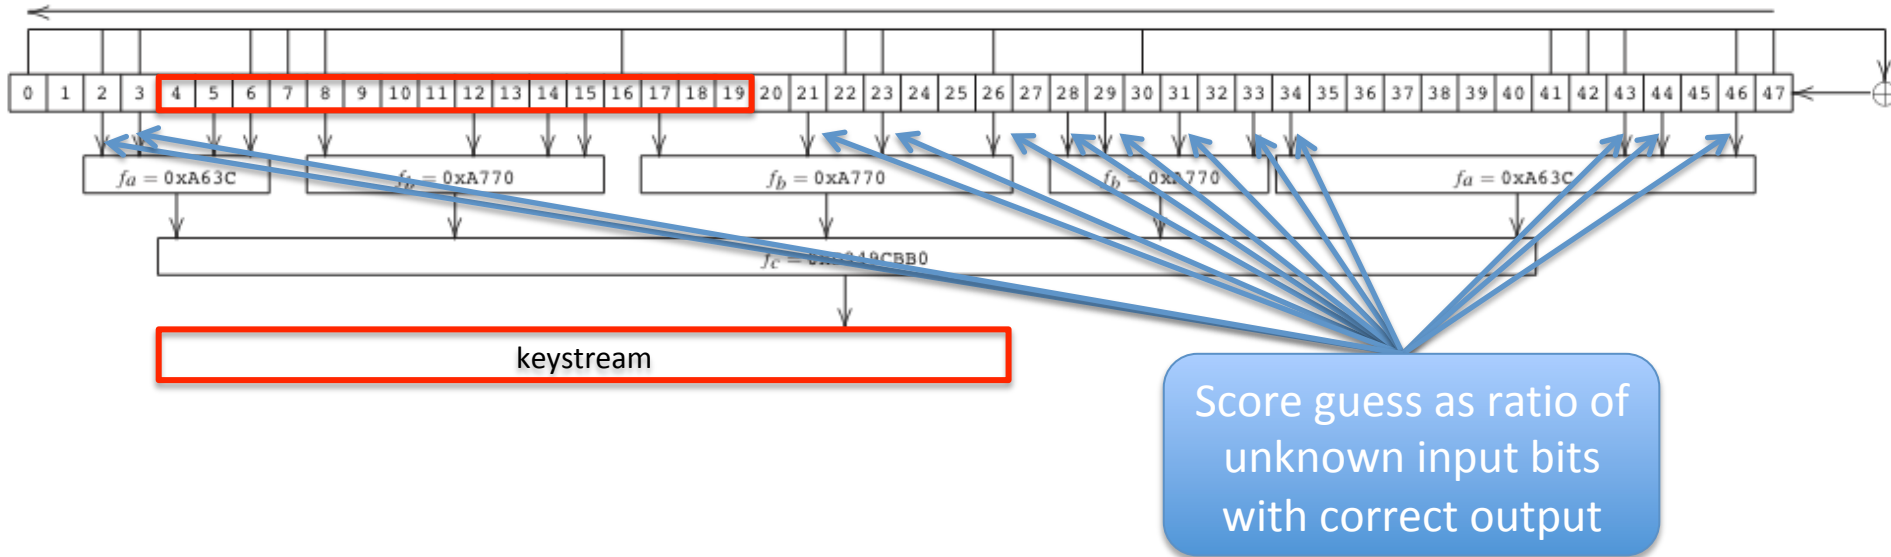 0 1 2 3 4 5 6 7 8 9 10 11 12 13 14 15 16 17 18 19 20 21 22 23 24 25 26 27 28 29 30 31 32 33 34 35 36 37 38 39 40 41 42 43 44 45 46 47
fa = 0xA63C fb = 0xA770 fb = 0xA770 fb = 0xA770 fa = 0xA63C
fc =
keystream
Score guess as ratio of
unknown input bits
with correct output